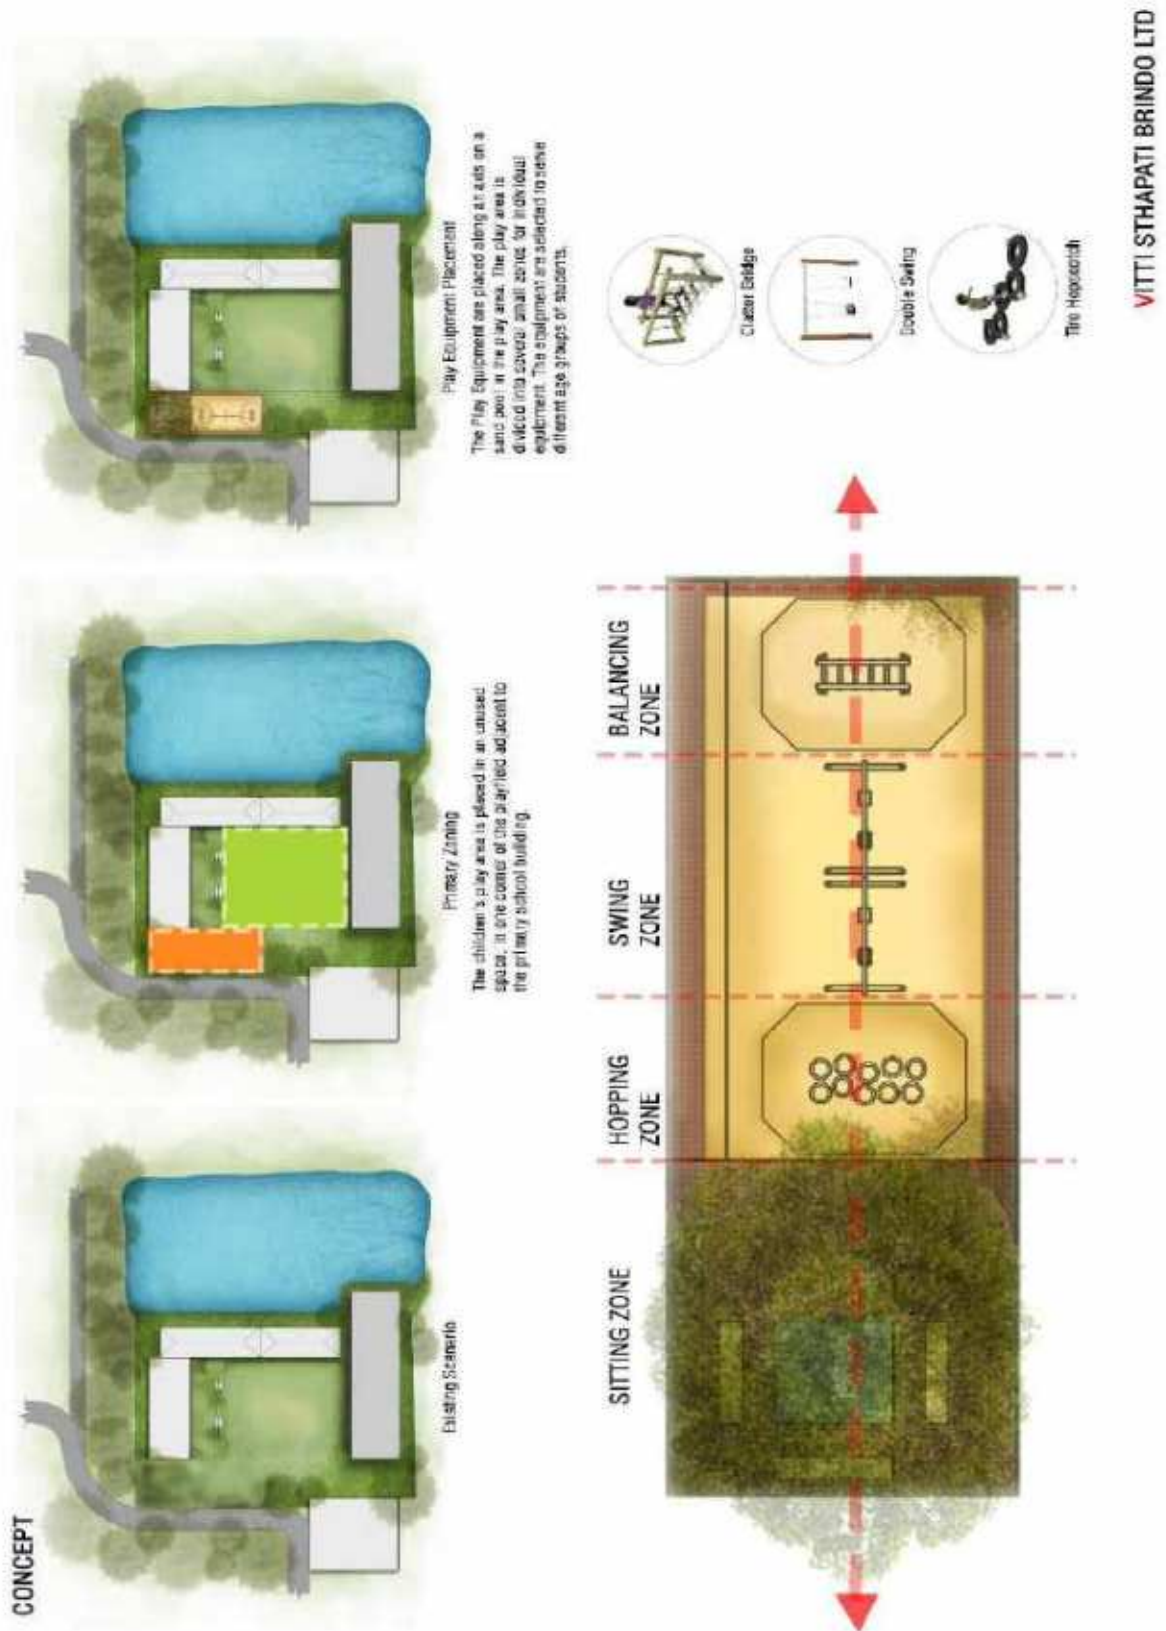 CONCEPT
Existing Scenario
Primary Zoning
The children's play area is placed in an unused
space, in one corner of the playfield adjacent to
the primary school building.
Play Equipment Placement
The Play Equipment are placed along an axis on a
sand pool in the play area. The play area is
divided into several small zones for individual
equipment. The equipment are selected to serve
different age groups of students.
SITTING ZONE
HOPPING
ZONE
SWING
ZONE
BALANCING
ZONE
Clatter Bridge
Double Swing
Tire Hopscotch
VITTI STHAPATI BRINDO LTD